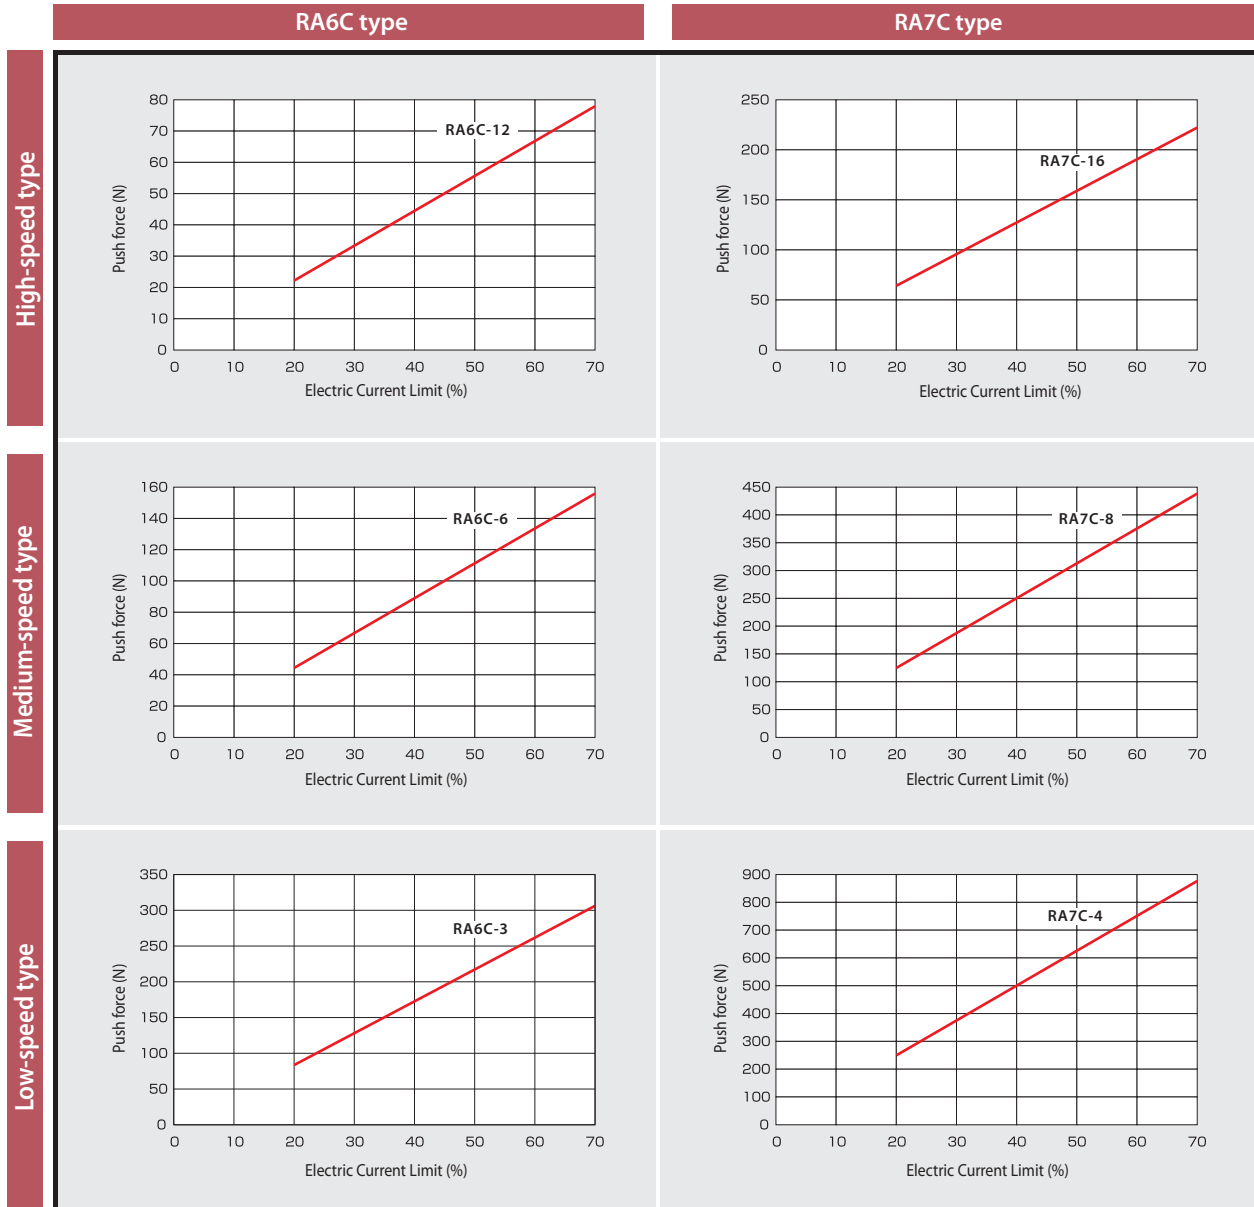 RA6C type
RA7C type
High-speed type
80
70
60
50
40
30
20
10
0
Push force (N)
RA6C-12
0 10 20 30 40 50 60 70
Electric Current Limit (%)
250
200
150
100
50
0
Push force (N)
RA7C-16
0 10 20 30 40 50 60 70
Electric Current Limit (%)
Medium-speed type
160
140
120
100
80
60
40
20
0
Push force (N)
RA6C-6
0 10 20 30 40 50 60 70
Electric Current Limit (%)
450
400
350
300
250
200
150
100
50
0
Push force (N)
RA7C-8
0 10 20 30 40 50 60 70
Electric Current Limit (%)
Low-speed type
350
300
250
200
150
100
50
0
Push force (N)
RA6C-3
0 10 20 30 40 50 60 70
Electric Current Limit (%)
900
800
700
600
500
400
300
200
100
0
Push force (N)
RA7C-4
0 10 20 30 40 50 60 70
Electric Current Limit (%)